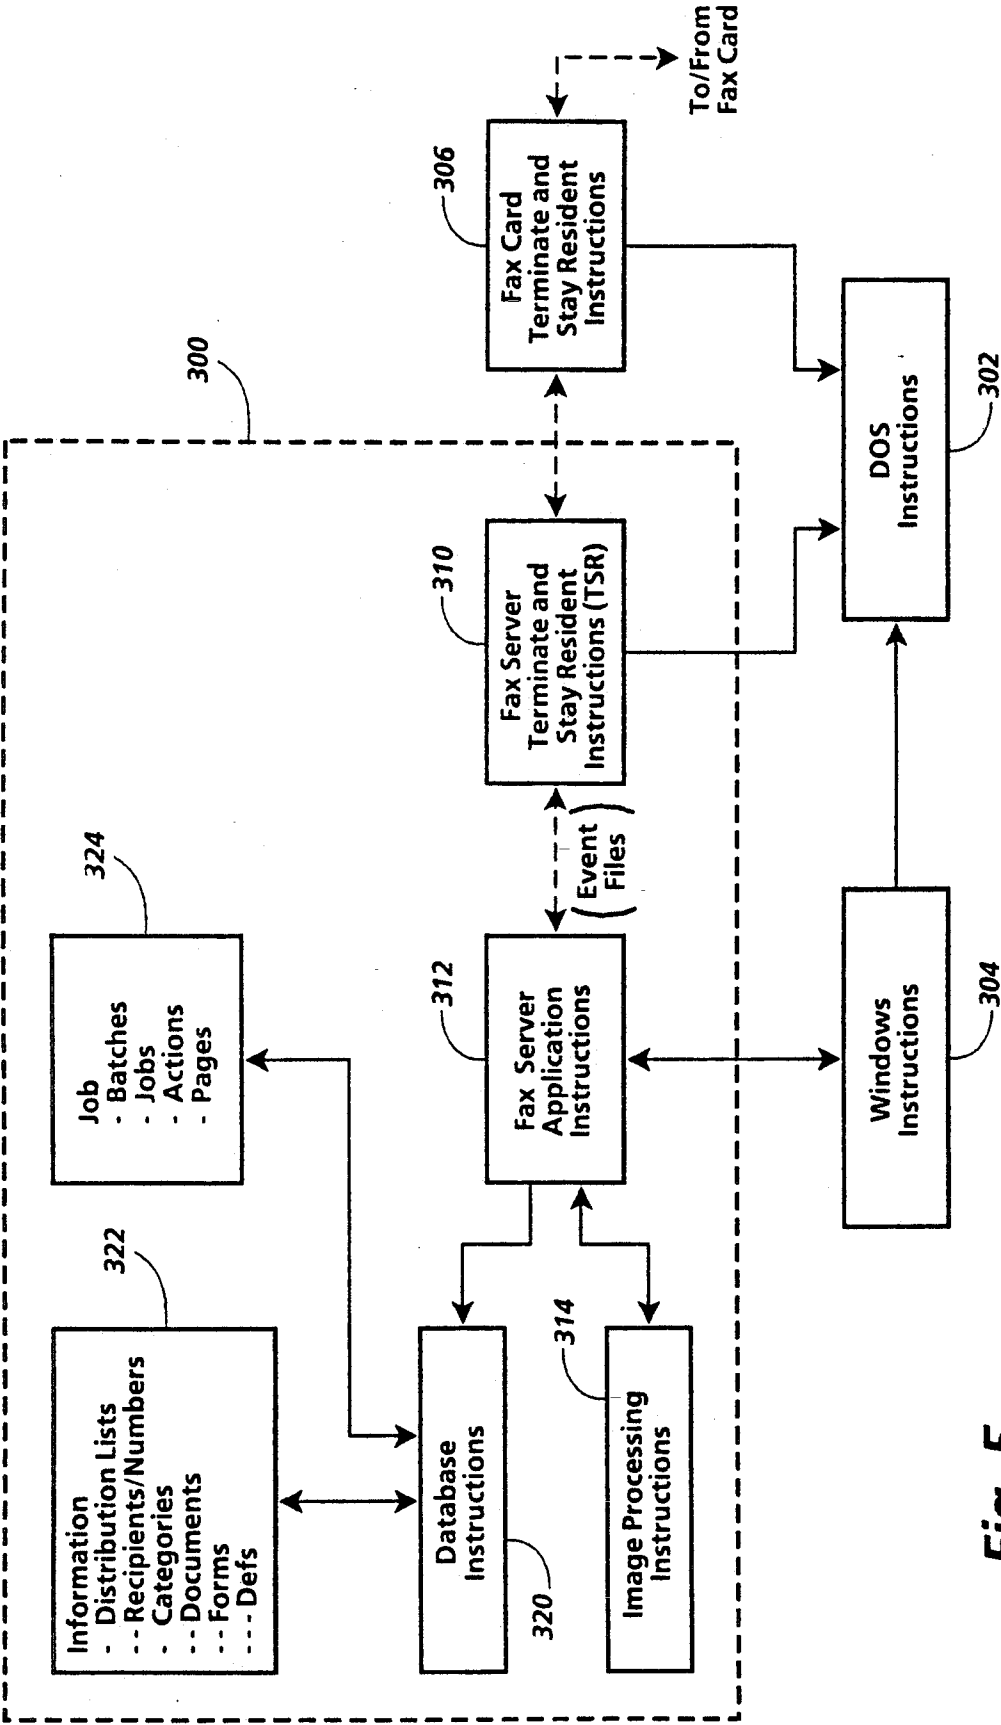 300
322
Information
- Distribution Lists
- - Recipients/Numbers
- Categories
- - Documents
- - Forms
- - - Defs
324
Job
- Batches
- Jobs
- Actions
- Pages
320
Database
Instructions
314
Image Processing
Instructions
312
Fax Server
Application
Instructions
(Event
Files)
310
Fax Server
Terminate and
Stay Resident
Instructions (TSR)
306
Fax Card
Terminate and
Stay Resident
Instructions
To/From
Fax Card
Windows
Instructions
304
DOS
Instructions
302